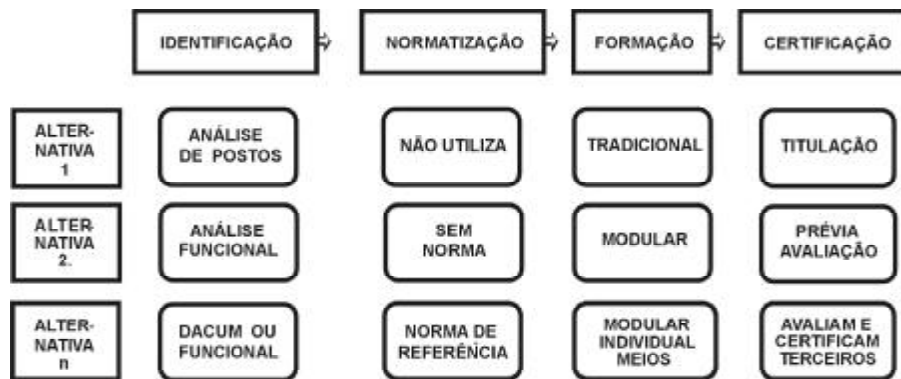 IDENTIFICAÇÃO
NORMATIZAÇÃO
FORMAÇÃO
CERTIFICAÇÃO
ALTER-
NATIVA
1
ANÁLISE
DE POSTOS
NÃO UTILIZA
TRADICIONAL
TITULAÇÃO
ALTER-
NATIVA
2.
ANÁLISE
FUNCIONAL
SEM
NORMA
MODULAR
PRÉVIA
AVALIAÇÃO
ALTER-
NATIVA
n
DACUM OU
FUNCIONAL
NORMA DE
REFERÊNCIA
MODULAR
INDIVIDUAL
MEIOS
AVALIAM E
CERTIFICAM
TERCEIROS